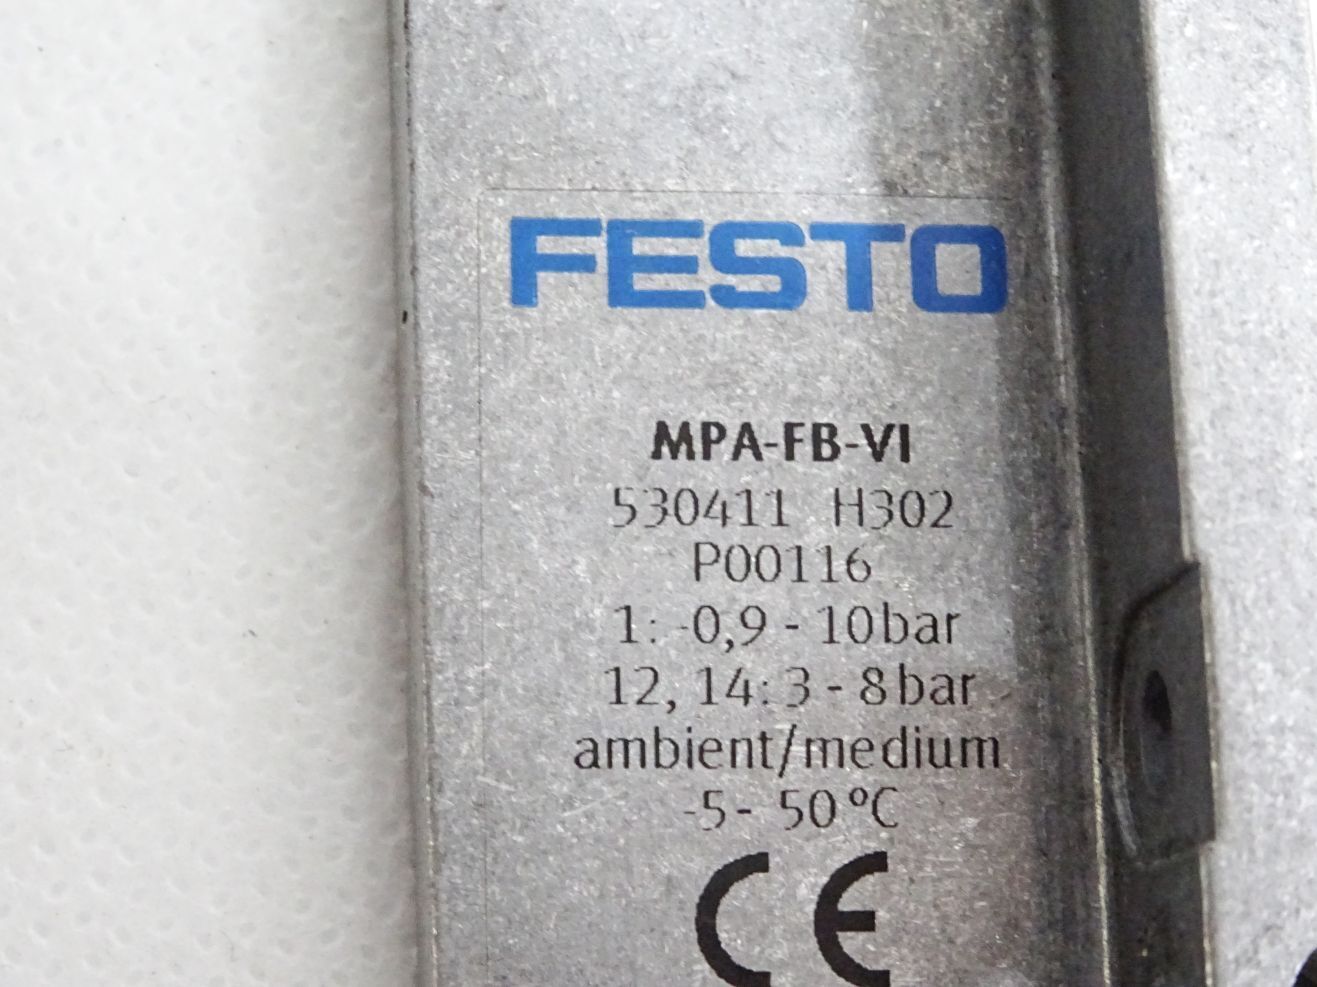 FESTO
MPA-FB-VI
530411 H302
P00116
1: -0,9 - 10bar
12, 14: 3 - 8bar
ambient/medium
-5 - 50 °C
CE